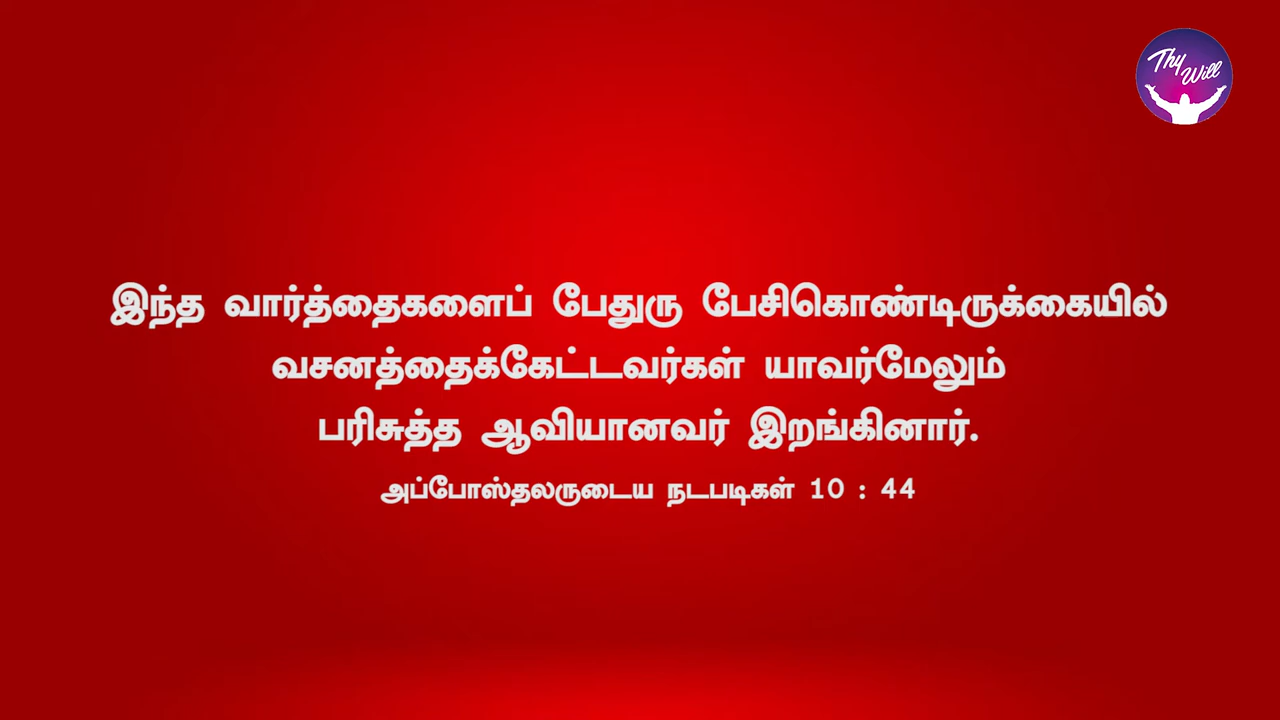 Thy
Will
இந்த வார்த்தைகளைப் பேதுரு பேசிகொண்டிருக்கையில்
வசனத்தைக்கேட்டவர்கள் யாவர்மேலும்
பரிசுத்த ஆவியானவர் இறங்கினார்.
அப்போஸ்தலருடைய நடபடிகள் 10 : 44